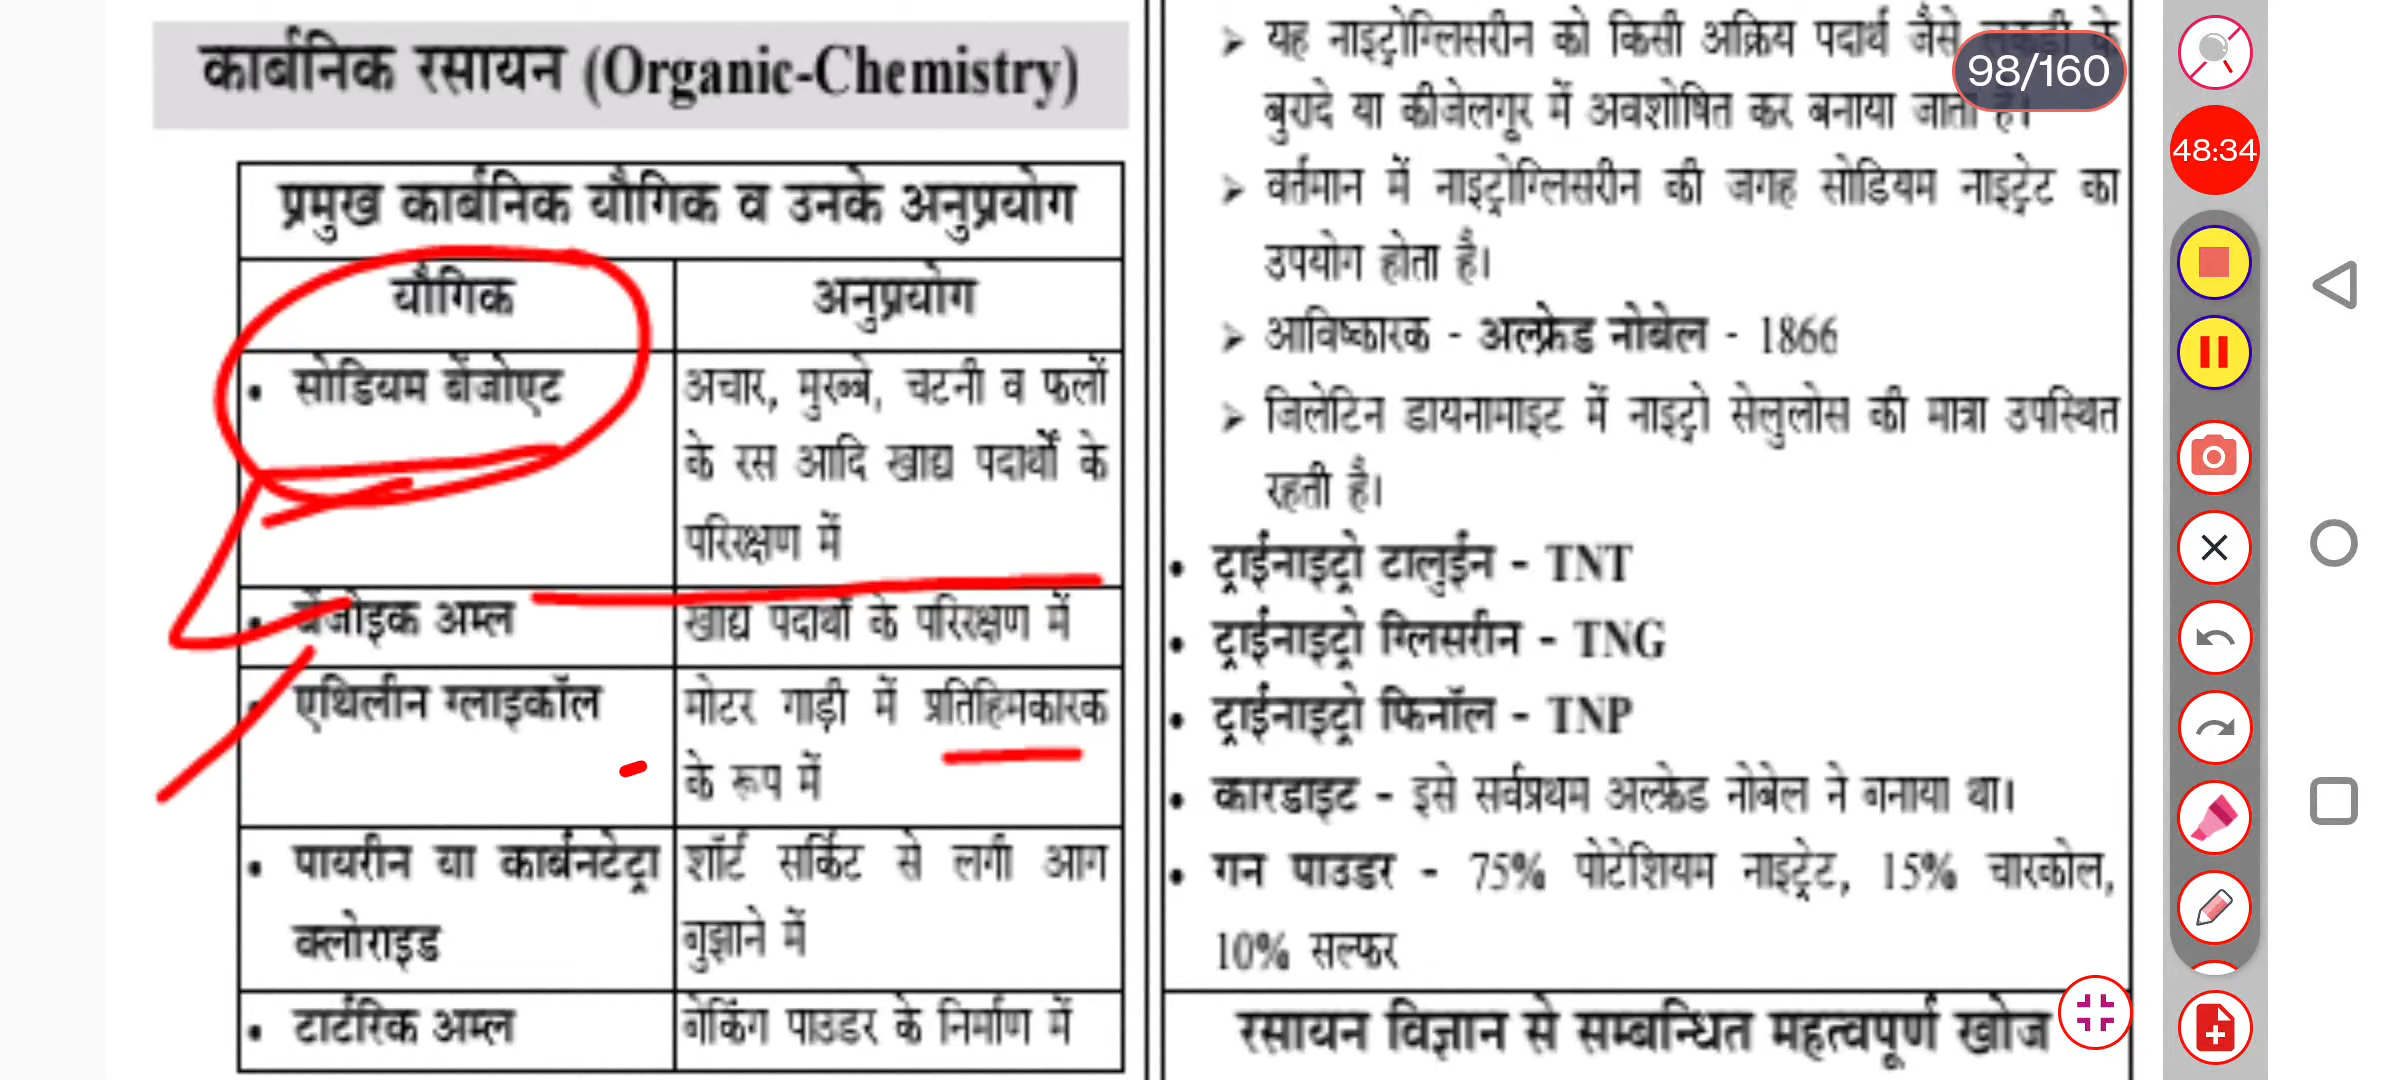 कार्बनिक रसायन (Organic-Chemistry)
प्रमुख कार्बनिक यौगिक व उनके अनुप्रयोग
यौगिक
अनुप्रयोग
• सोडियम बेंजोएट
अचार, मुरब्बे, चटनी व फलों
के रस आदि खाद्य पदार्थों के
परिरक्षण में
• बेंजोइक अम्ल
खाद्य पदार्थों के परिरक्षण में
• एथिलीन ग्लाइकॉल
मोटर गाड़ी में प्रतिहिमकारक
के रूप में
• पायरीन या कार्बनटेट्रा
क्लोराइड
शॉर्ट सर्किट से लगी आग
बुझाने में
• टार्टरिक अम्ल
बेकिंग पाउडर के निर्माण में
➢ यह नाइट्रोग्लिसरीन को किसी अक्रिय पदार्थ जैसे के
बुरादे या कीजेलगूर में अवशोषित कर बनाया जाता है।
➢ वर्तमान में नाइट्रोग्लिसरीन की जगह सोडियम नाइट्रेट का
उपयोग होता है।
➢ आविष्कारक - अल्फ्रेड नोबेल - 1866
➢ जिलेटिन डायनामाइट में नाइट्रो सेलुलोस की मात्रा उपस्थित
रहती है।
• ट्राईनाइट्रो टालुईन - TNT
• ट्राईनाइट्रो ग्लिसरीन - TNG
• ट्राईनाइट्रो फिनॉल - TNP
• कारडाइट - इसे सर्वप्रथम अल्फ्रेड नोबेल ने बनाया था।
• गन पाउडर - 75% पोटेशियम नाइट्रेट, 15% चारकोल,
10% सल्फर
रसायन विज्ञान से सम्बन्धित महत्वपूर्ण खोज
98/160
48:34